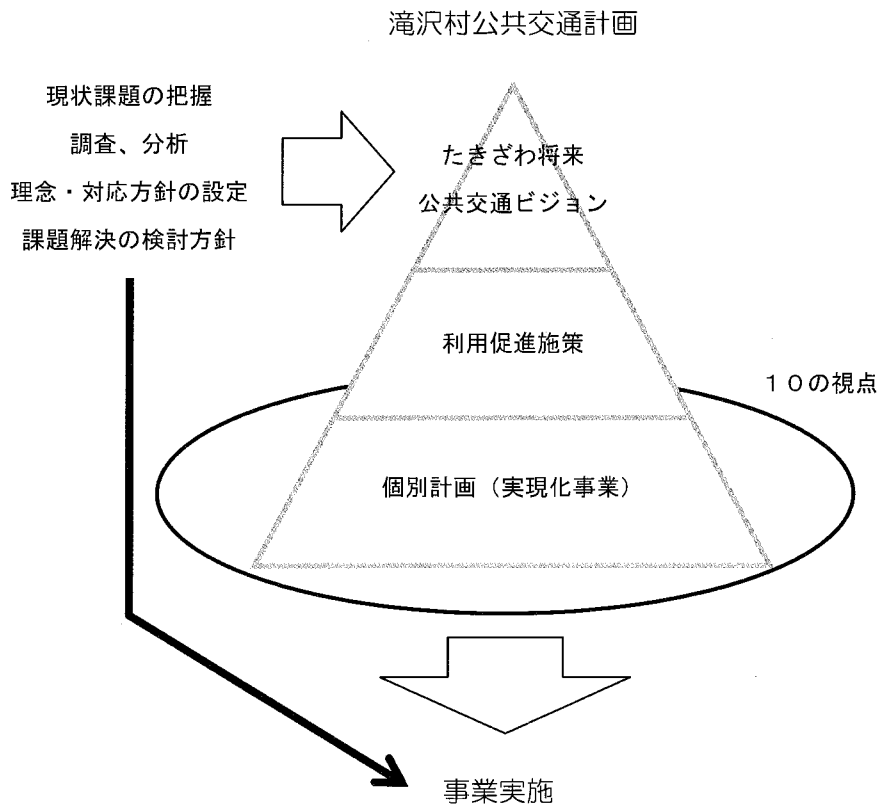 滝沢村公共交通計画
現状課題の把握
調査、分析
理念・対応方針の設定
課題解決の検討方針
たきざわ将来
公共交通ビジョン
利用促進施策
１０の視点
個別計画（実現化事業）
事業実施